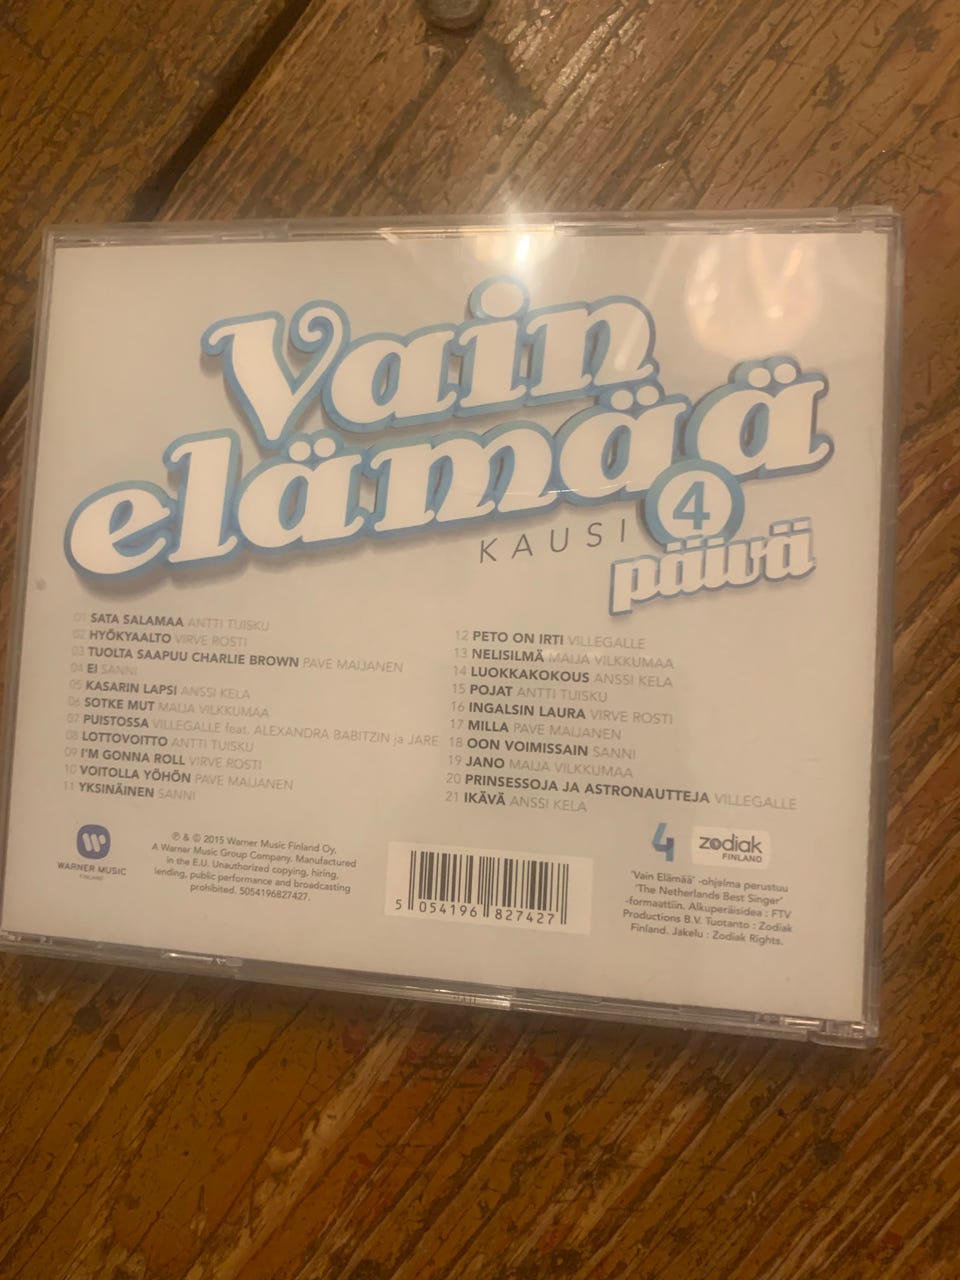 Vain
elämää
KAUSI 4
päivä
01 SATA SALAMAA ANTTI TUISKU
02 HYÖKYAALTO VIRVE ROSTI
03 TUOLTA SAAPUU CHARLIE BROWN PAVE MAIJANEN
04 EI SANNI
05 KASARIN LAPSI ANSSI KELA
06 SOTKE MUT MAIJA VILKKUMAA
07 PUISTOSSA VILLEGALLE feat. ALEXANDRA BABITZIN ja JARE
08 LOTTOVOITTO ANTTI TUISKU
09 I'M GONNA ROLL VIRVE ROSTI
10 VOITOLLA YÖHÖN PAVE MAIJANEN
11 YKSINÄINEN SANNI
12 PETO ON IRTI VILLEGALLE
13 NELISILMÄ MAIJA VILKKUMAA
14 LUOKKAKOKOUS ANSSI KELA
15 POJAT ANTTI TUISKU
16 INGALSIN LAURA VIRVE ROSTI
17 MILLA PAVE MAIJANEN
18 OON VOIMISSAIN SANNI
19 JANO MAIJA VILKKUMAA
20 PRINSESSOJA JA ASTRONAUTTEJA VILLEGALLE
21 IKÄVÄ ANSSI KELA
WARNER MUSIC
FINLAND
℗ & © 2015 Warner Music Finland Oy,
A Warner Music Group Company. Manufactured
in the E.U. Unauthorized copying, hiring,
lending, public performance and broadcasting
prohibited. 5054196827427.
5 054196 827427
4
zodiak
FINLAND
'Vain Elämää' -ohjelma perustuu
'The Netherlands Best Singer'
-formaattiin. Alkuperäisidea : FTV
Productions B.V. Tuotanto : Zodiak
Finland. Jakelu : Zodiak Rights.